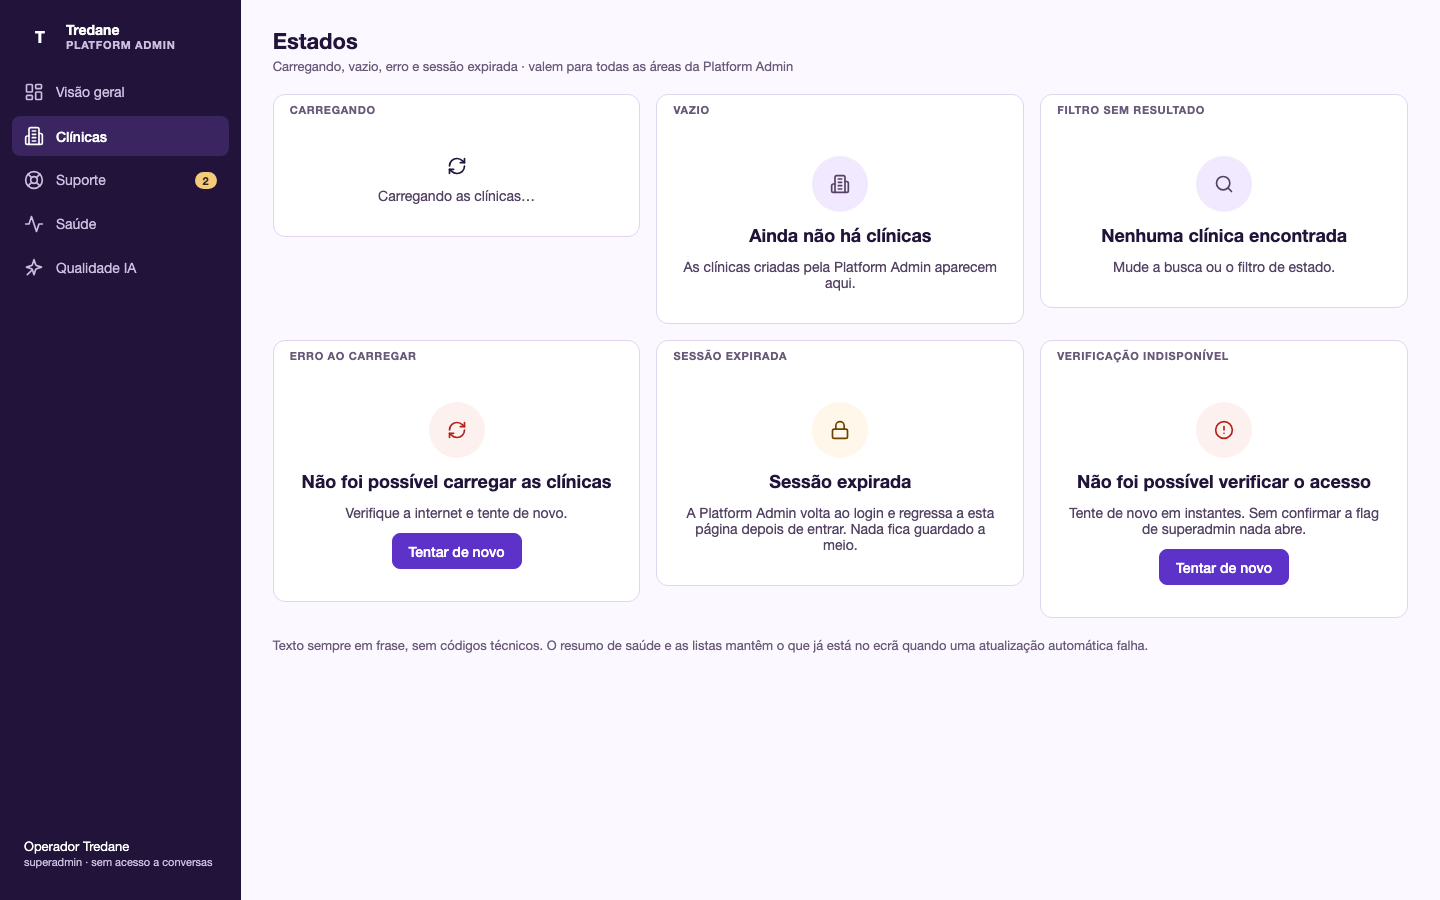 T
Tredane
PLATFORM ADMIN
Visão geral
Clínicas
Suporte
2
Saúde
Qualidade IA
Operador Tredane
superadmin · sem acesso a conversas
Estados
Carregando, vazio, erro e sessão expirada · valem para todas as áreas da Platform Admin
CARREGANDO
Carregando as clínicas…
VAZIO
Ainda não há clínicas
As clínicas criadas pela Platform Admin aparecem
aqui.
FILTRO SEM RESULTADO
Nenhuma clínica encontrada
Mude a busca ou o filtro de estado.
ERRO AO CARREGAR
Não foi possível carregar as clínicas
Verifique a internet e tente de novo.
Tentar de novo
SESSÃO EXPIRADA
Sessão expirada
A Platform Admin volta ao login e regressa a esta
página depois de entrar. Nada fica guardado a
meio.
VERIFICAÇÃO INDISPONÍVEL
Não foi possível verificar o acesso
Tente de novo em instantes. Sem confirmar a flag
de superadmin nada abre.
Tentar de novo
Texto sempre em frase, sem códigos técnicos. O resumo de saúde e as listas mantêm o que já está no ecrã quando uma atualização automática falha.